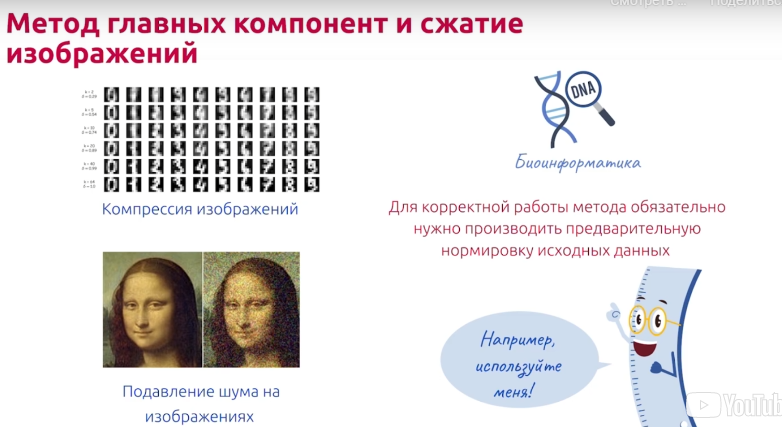 Смотреть ...
Поделиться
Метод главных компонент и сжатие
изображений
Компрессия изображений
DNA
Биоинформатика
Для корректной работы метода обязательно
нужно производить предварительную
нормировку исходных данных
Подавление шума на
изображениях
Например,
используйте
меня!
YouTub